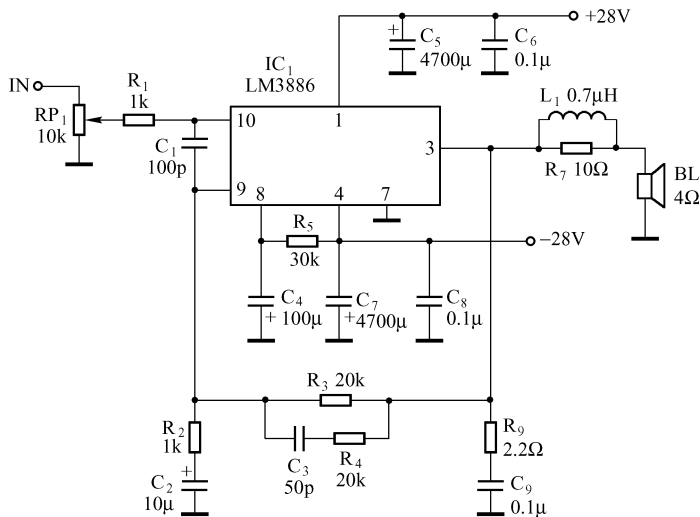 +28V
C₅
4700μ
C₆
0.1μ
IC₁
LM3886
IN
RP₁
10k
R₁
1k
C₁
100p
10
1
3
9
8
4
7
L₁ 0.7μH
R₇ 10Ω
BL
4Ω
R₅
30k
−28V
C₄
+ 100μ
C₇
+ 4700μ
C₈
0.1μ
R₃ 20k
R₂
1k
C₃
50p
R₄
20k
R₉
2.2Ω
+
C₂
10μ
C₉
0.1μ
+